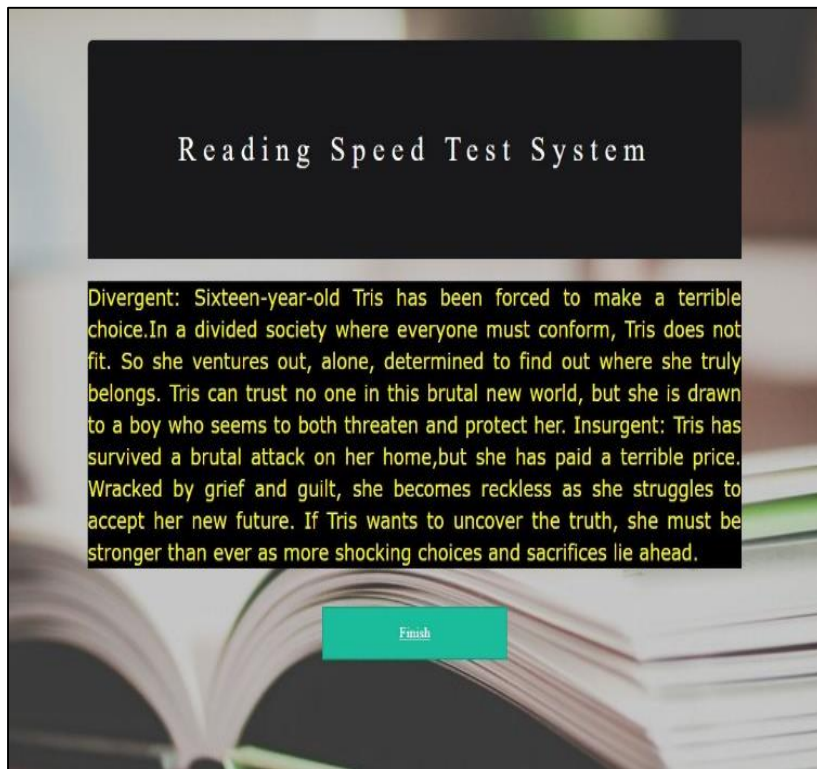 Reading Speed Test System
Divergent: Sixteen-year-old Tris has been forced to make a terrible
choice.In a divided society where everyone must conform, Tris does not
fit. So she ventures out, alone, determined to find out where she truly
belongs. Tris can trust no one in this brutal new world, but she is drawn
to a boy who seems to both threaten and protect her. Insurgent: Tris has
survived a brutal attack on her home,but she has paid a terrible price.
Wracked by grief and guilt, she becomes reckless as she struggles to
accept her new future. If Tris wants to uncover the truth, she must be
stronger than ever as more shocking choices and sacrifices lie ahead.
Finish